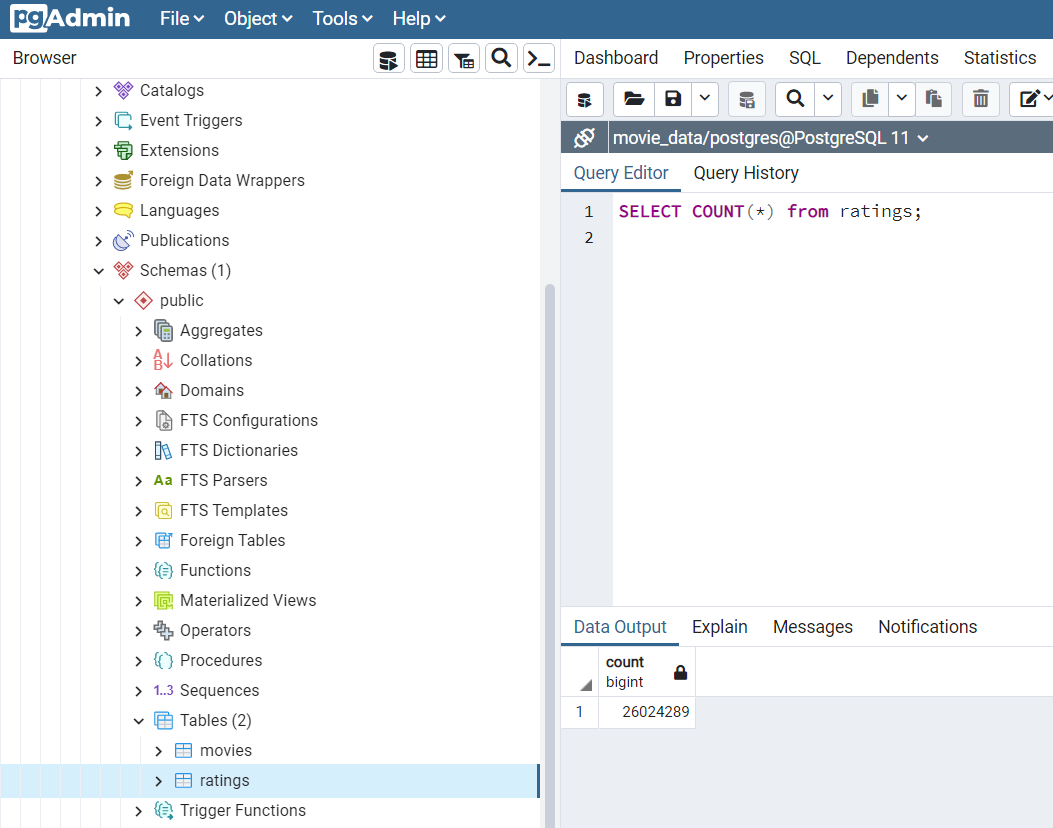 pgAdmin File Object Tools Help
Browser
Dashboard Properties SQL Dependents Statistics
Catalogs
Event Triggers
Extensions
Foreign Data Wrappers
Languages
Publications
Schemas (1)
public
Aggregates
Collations
Domains
FTS Configurations
FTS Dictionaries
Aa FTS Parsers
FTS Templates
Foreign Tables
Functions
Materialized Views
Operators
Procedures
1..3 Sequences
Tables (2)
movies
ratings
Trigger Functions
movie_data/postgres@PostgreSQL 11
Query Editor Query History
1 SELECT COUNT(*) from ratings;
2
Data Output Explain Messages Notifications
count
bigint
1 26024289